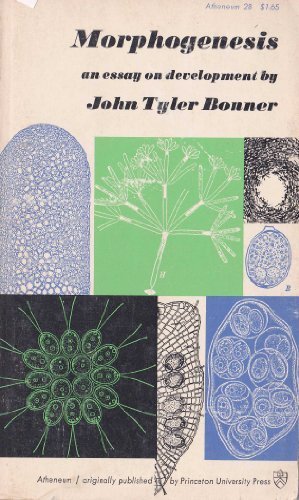 Atheneum 28 $1.65
Morphogenesis
an essay on development by
John Tyler Bonner
H
B
Atheneum / originally published by Princeton University Press